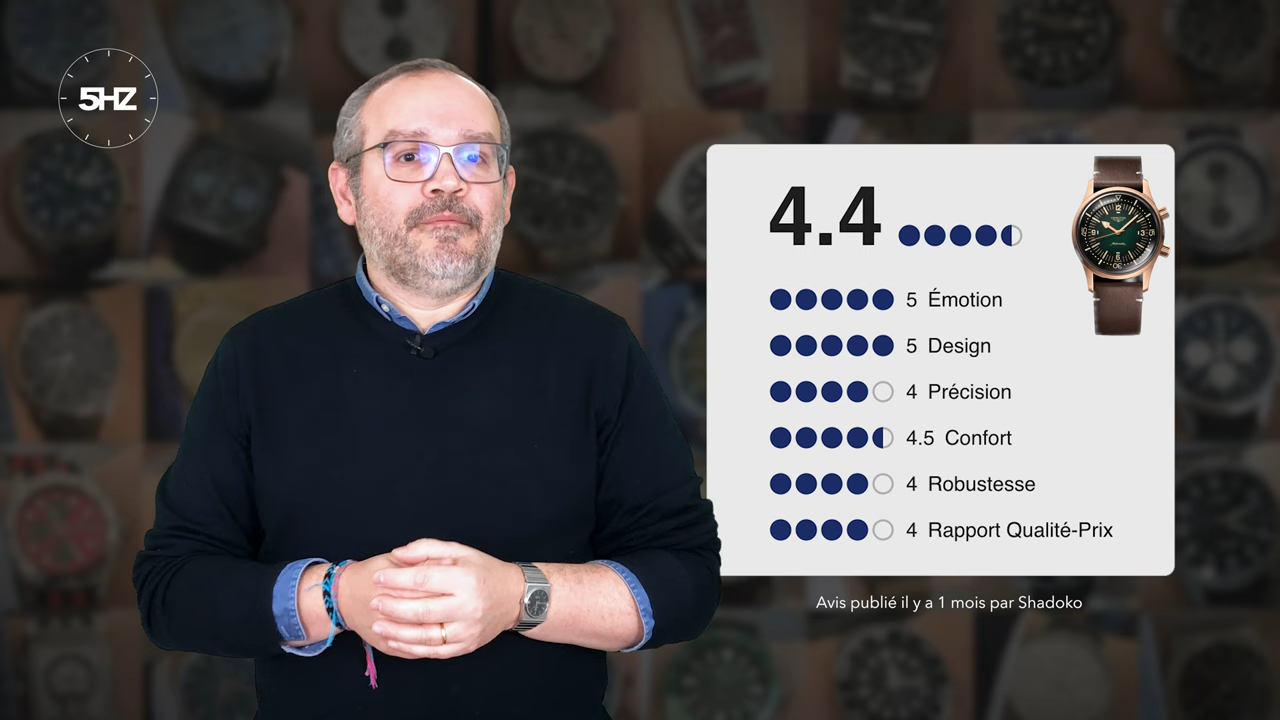 5HZ
4.4
5 Émotion
5 Design
4 Précision
4.5 Confort
4 Robustesse
4 Rapport Qualité-Prix
Avis publié il y a 1 mois par Shadoko